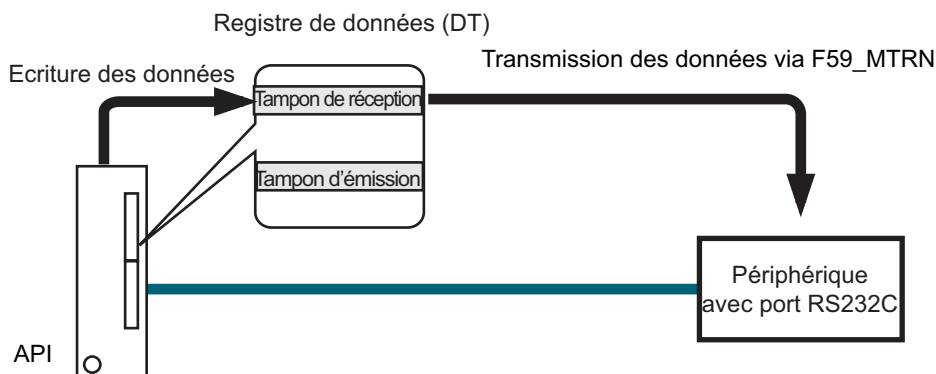 Registre de données (DT)
Transmission des données via F59_MTRN
Ecriture des données
Tampon de réception
Tampon d'émission
Périphérique
avec port RS232C
API